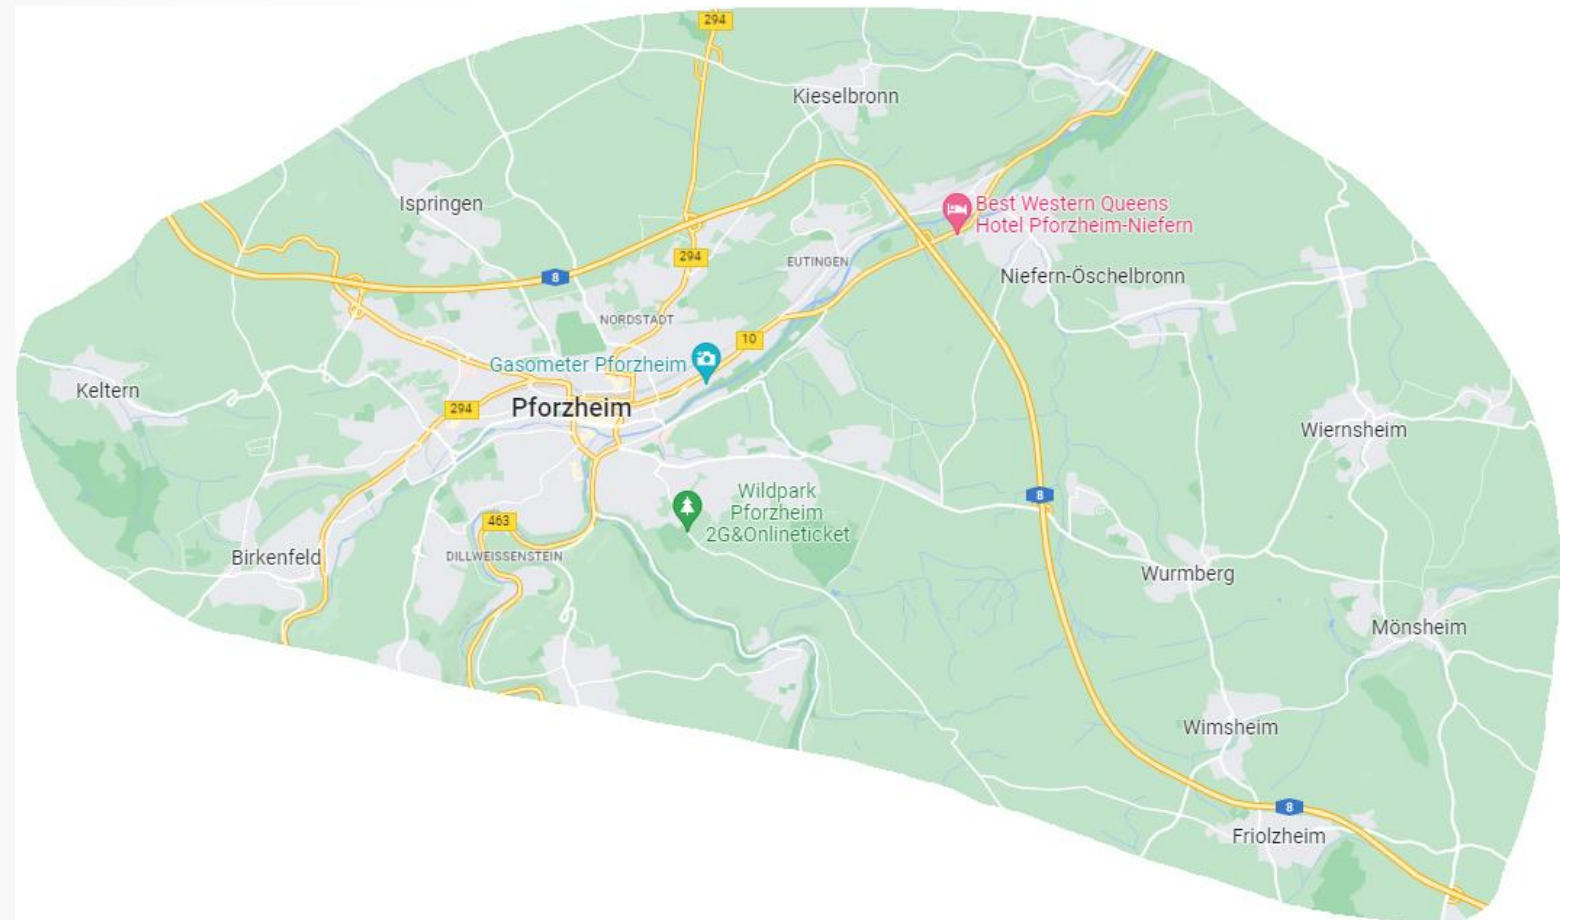 294
Kieselbronn
Ispringen
Best Western Queens
Hotel Pforzheim-Niefern
294
EUTINGEN
8
Niefern-Öschelbronn
NORDSTADT
10
Gasometer Pforzheim
Keltern
294
Pforzheim
Wiernsheim
8
Wildpark
Pforzheim
2G&Onlineticket
463
Birkenfeld
DILLWEISSENSTEIN
Wurmberg
Mönsheim
Wimsheim
8
Friolzheim